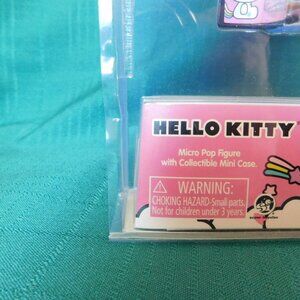 HELLO KITTY
Micro Pop Figure
with Collectible Mini Case.
WARNING:
CHOKING HAZARD-Small parts.
Not for children under 3 years.